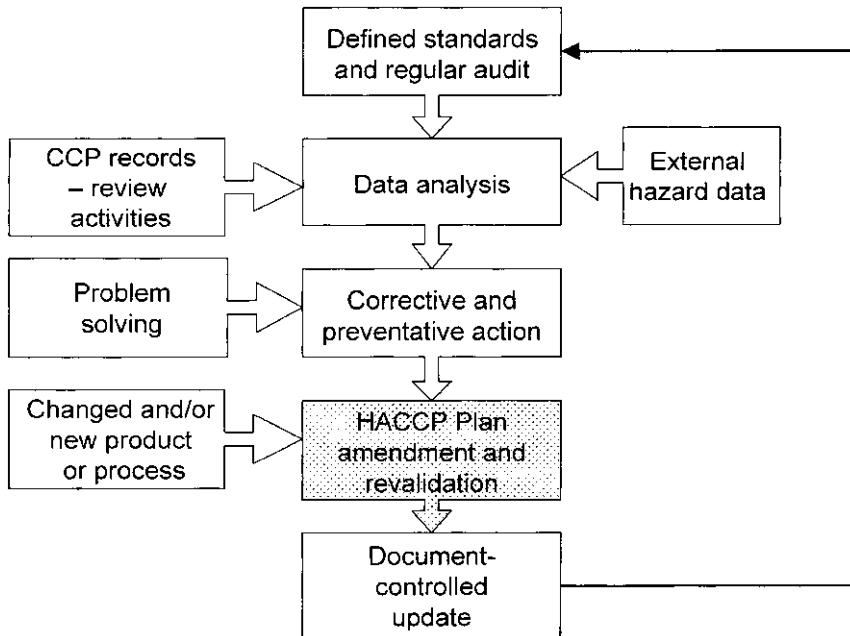 Defined standards
and regular audit
CCP records
– review
activities
Data analysis
External
hazard data
Problem
solving
Corrective and
preventative action
Changed and/or
new product
or process
HACCP Plan
amendment and
revalidation
Document-
controlled
update